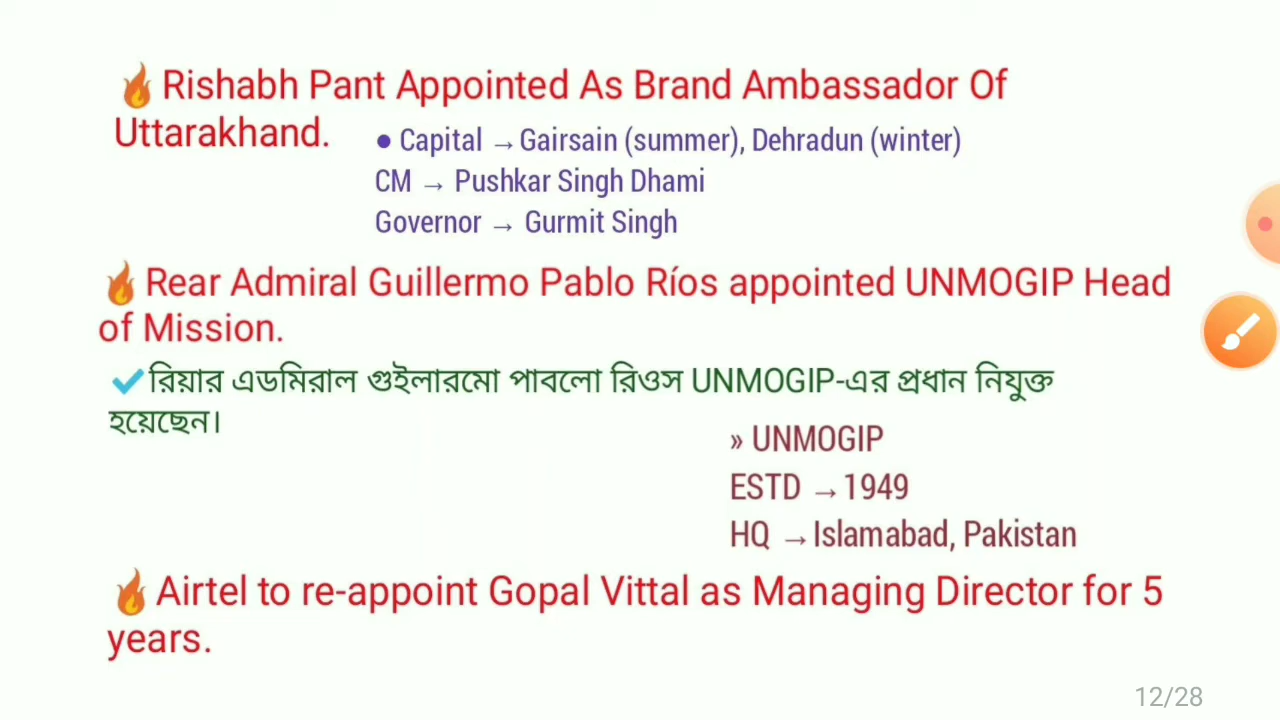 🔥Rishabh Pant Appointed As Brand Ambassador Of
Uttarakhand.
● Capital → Gairsain (summer), Dehradun (winter)
CM → Pushkar Singh Dhami
Governor → Gurmit Singh
🔥Rear Admiral Guillermo Pablo Ríos appointed UNMOGIP Head
of Mission.
✔রিয়ার এডমিরাল গুইলারমো পাবলো রিওস UNMOGIP-এর প্রধান নিযুক্ত
হয়েছেন।
» UNMOGIP
ESTD → 1949
HQ → Islamabad, Pakistan
🔥Airtel to re-appoint Gopal Vittal as Managing Director for 5
years.
12/28